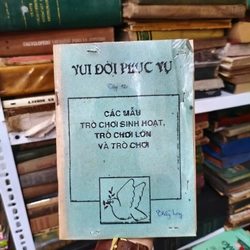 VUI ĐỜI PHỤC VỤ
CÁC MẪU
TRÒ CHƠI SINH HOẠT,
TRÒ CHƠI LỚN
VÀ TRÒ CHƠI